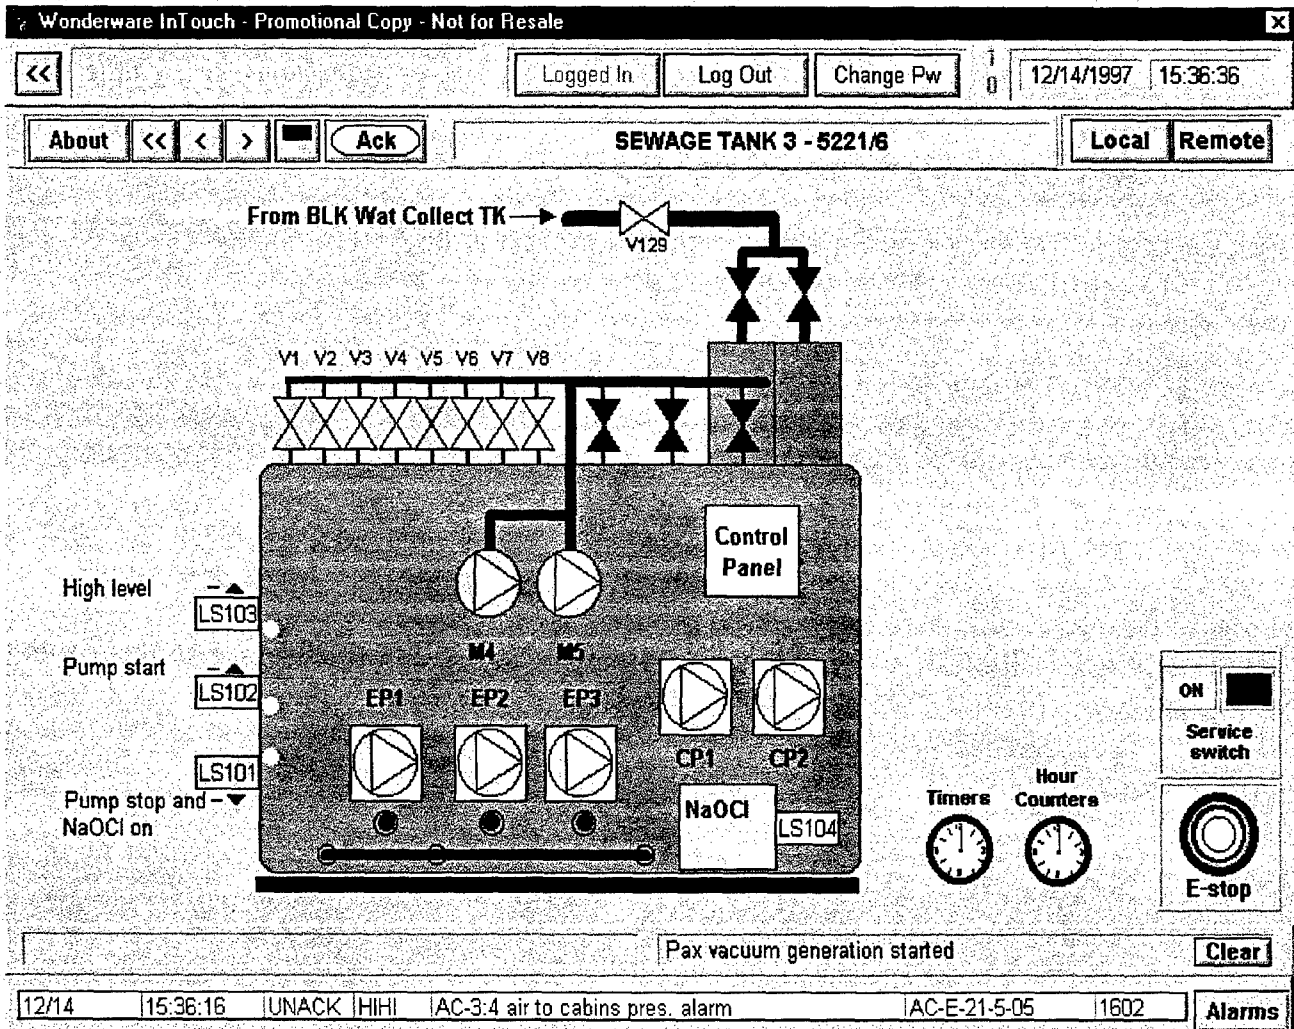 Wonderware InTouch - Promotional Copy - Not for Resale
<< Logged In Log Out Change Pw 1 0 12/14/1997 15:36:36
About << < > Ack SEWAGE TANK 3 - 5221/6 Local Remote
From BLK Wat Collect TK
V129
V1 V2 V3 V4 V5 V6 V7 V8
Control
Panel
High level
LS103
M4 M5
Pump start
LS102
EP1 EP2 EP3
ON
Service
switch
CP1 CP2
LS101
Pump stop and
NaOCl on
NaOCl
LS104
Timers
Hour
Counters
E-stop
Pax vacuum generation started Clear
12/14 15:36:16 UNACK HIHI AC-3:4 air to cabins pres. alarm AC-E-21-5-05 1602 Alarms